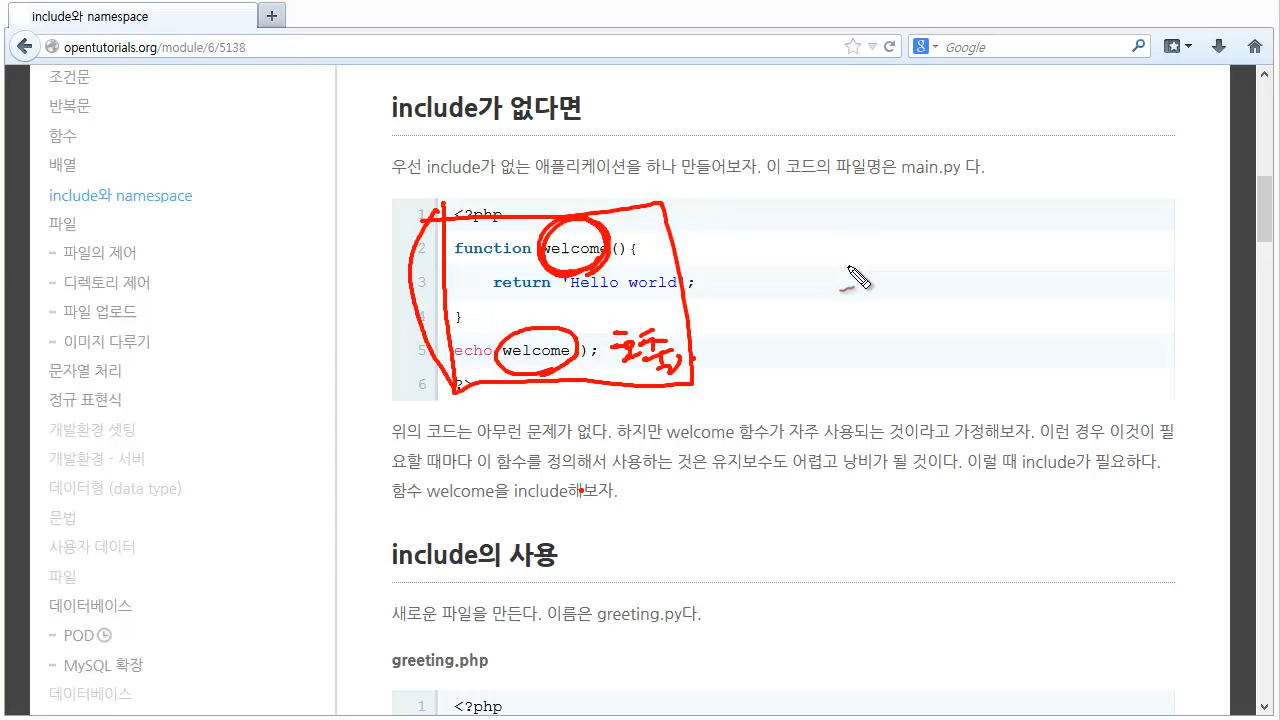 include와 namespace
opentutorials.org/module/6/5138
Google
조건문
반복문
함수
배열
include와 namespace
파일
- 파일의 제어
- 디렉토리 제어
- 파일 업로드
- 이미지 다루기
문자열 처리
정규 표현식
개발환경 셋팅
개발환경 - 서버
데이터형 (data type)
문법
사용자 데이터
파일
데이터베이스
- POD
- MySQL 확장
데이터베이스
include가 없다면
우선 include가 없는 애플리케이션을 하나 만들어보자. 이 코드의 파일명은 main.py 다.
1 <?php
2 function welcome(){
3 return 'Hello world';
4 }
5 echo welcome();
6 ?>
위의 코드는 아무런 문제가 없다. 하지만 welcome 함수가 자주 사용되는 것이라고 가정해보자. 이런 경우 이것이 필
요할 때마다 이 함수를 정의해서 사용하는 것은 유지보수도 어렵고 낭비가 될 것이다. 이럴 때 include가 필요하다.
함수 welcome을 include해보자.
include의 사용
새로운 파일을 만든다. 이름은 greeting.py다.
greeting.php
1 <?php